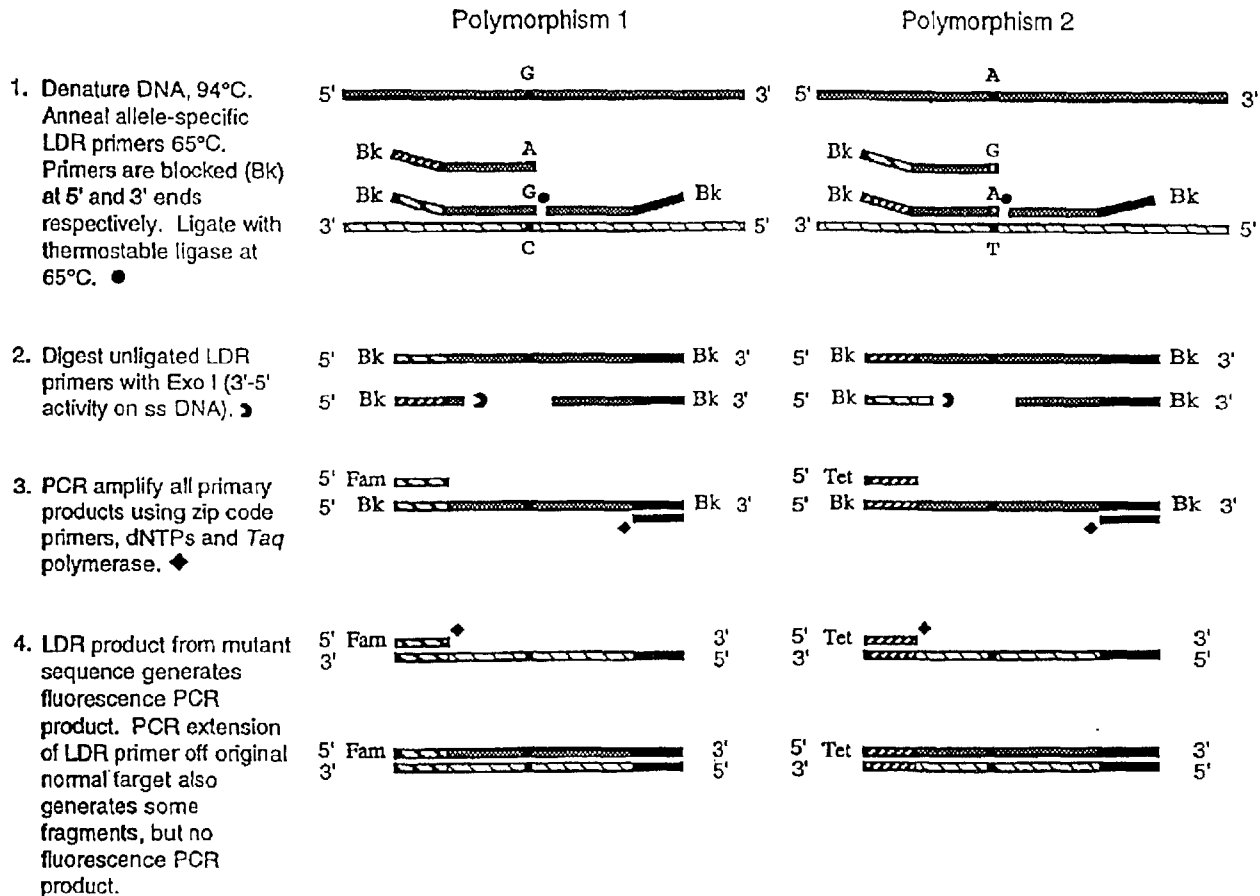 Polymorphism 1
Polymorphism 2
1. Denature DNA, 94°C.
Anneal allele-specific
LDR primers 65°C.
Primers are blocked (Bk)
at 5' and 3' ends
respectively. Ligate with
thermostable ligase at
65°C. ●
G
5' 3'
A
Bk
G
Bk Bk
3' 5'
C
A
5' 3'
G
Bk
A
Bk Bk
3' 5'
T
2. Digest unligated LDR
primers with Exo I (3'-5'
activity on ss DNA).
5' Bk Bk 3'
5' Bk Bk 3'
5' Bk Bk 3'
5' Bk Bk 3'
3. PCR amplify all primary
products using zip code
primers, dNTPs and Taq
polymerase. ◆
5' Fam
5' Bk Bk 3'
5' Tet
5' Bk Bk 3'
4. LDR product from mutant
sequence generates
fluorescence PCR
product. PCR extension
of LDR primer off original
normal target also
generates some
fragments, but no
fluorescence PCR
product.
5' Fam 3'
3' 5'
5' Fam 3'
3' 5'
5' Tet 3'
3' 5'
5' Tet 3'
3' 5'